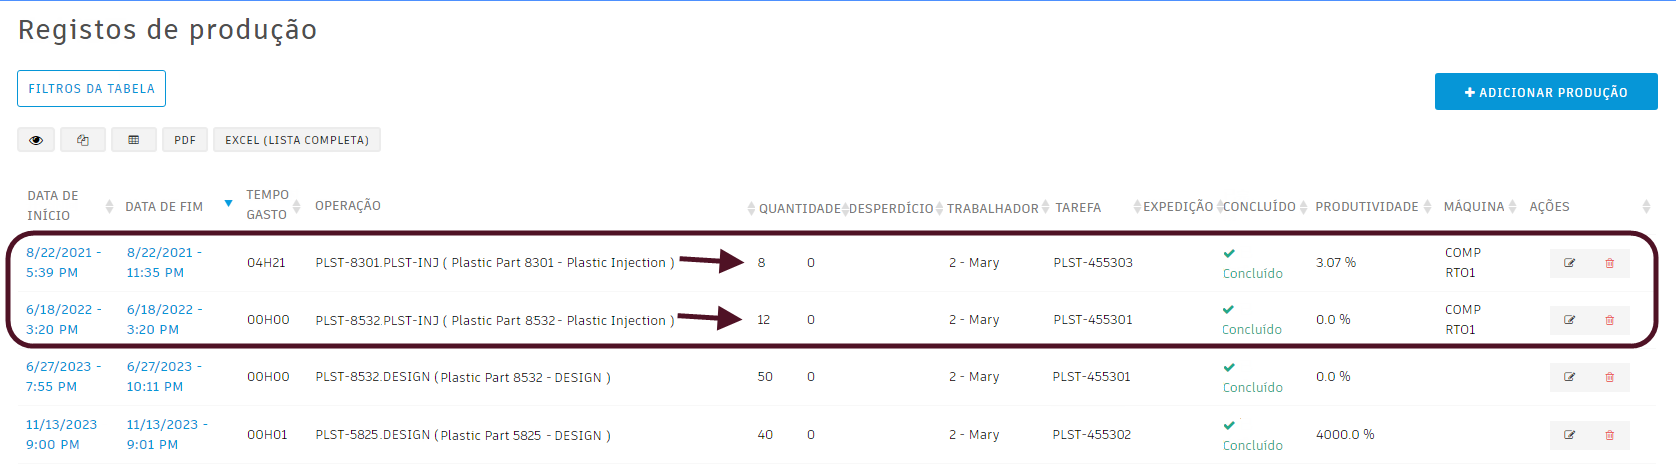 Registos de produção
FILTROS DA TABELA
+ ADICIONAR PRODUÇÃO
PDF
EXCEL (LISTA COMPLETA)
DATA DE INÍCIO DATA DE FIM TEMPO GASTO OPERAÇÃO QUANTIDADE DESPERDÍCIO TRABALHADOR TAREFA EXPEDIÇÃO CONCLUÍDO PRODUTIVIDADE MÁQUINA AÇÕES
8/22/2021 - 5:39 PM 8/22/2021 - 11:35 PM 04H21 PLST-8301.PLST-INJ ( Plastic Part 8301 - Plastic Injection ) 8 0 2 - Mary PLST-455303 Concluído 3.07 % COMP RTO1
6/18/2022 - 3:20 PM 6/18/2022 - 3:20 PM 00H00 PLST-8532.PLST-INJ ( Plastic Part 8532 - Plastic Injection ) 12 0 2 - Mary PLST-455301 Concluído 0.0 % COMP RTO1
6/27/2023 - 7:55 PM 6/27/2023 - 10:11 PM 00H00 PLST-8532.DESIGN ( Plastic Part 8532 - DESIGN ) 50 0 2 - Mary PLST-455301 Concluído 0.0 %
11/13/2023 9:00 PM 11/13/2023 - 9:01 PM 00H01 PLST-5825.DESIGN ( Plastic Part 5825 - DESIGN ) 40 0 2 - Mary PLST-455302 Concluído 4000.0 %